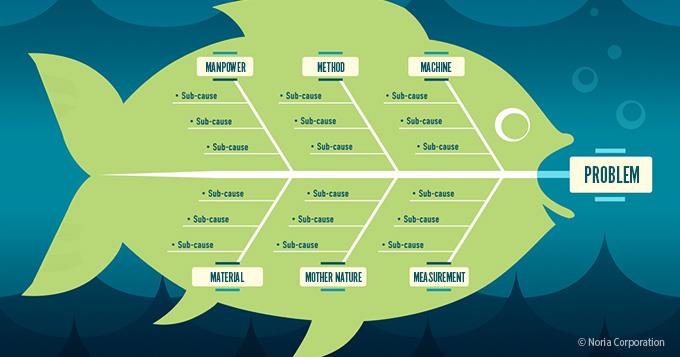 MANPOWER METHOD MACHINE
• Sub-cause • Sub-cause • Sub-cause
• Sub-cause • Sub-cause • Sub-cause
• Sub-cause • Sub-cause • Sub-cause
PROBLEM
• Sub-cause • Sub-cause • Sub-cause
• Sub-cause • Sub-cause • Sub-cause
• Sub-cause • Sub-cause • Sub-cause
MATERIAL MOTHER NATURE MEASUREMENT
© Noria Corporation